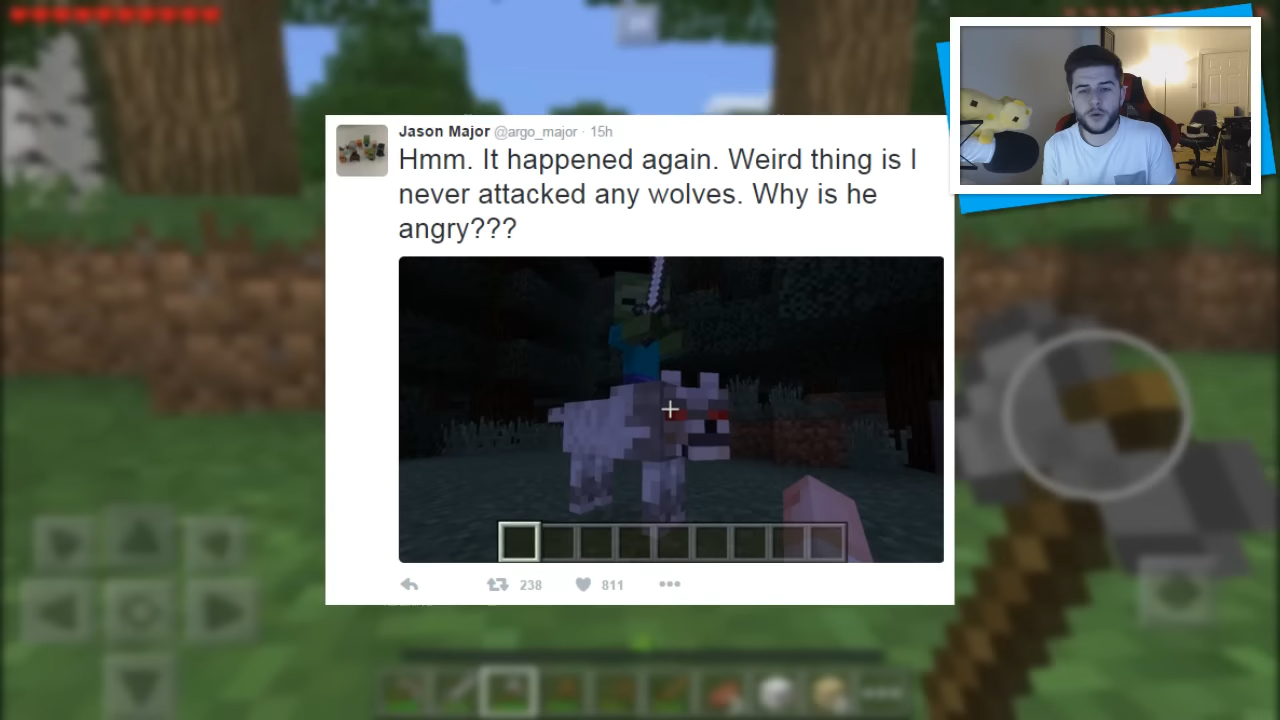 Jason Major @argo_major · 15h
Hmm. It happened again. Weird thing is I
never attacked any wolves. Why is he
angry???
238 811